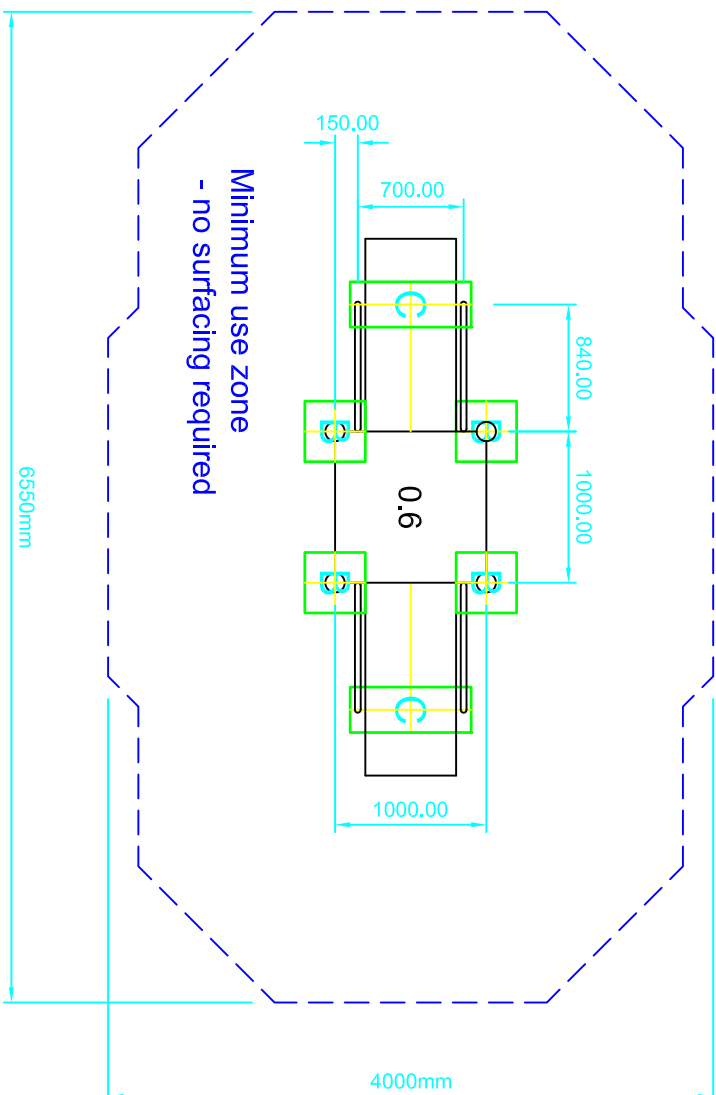 150.00
700.00
Minimum use zone
- no surfacing required
C
840.00
B
B
0.6
1000.00
B
B
6550mm
C
1000.00
4000mm